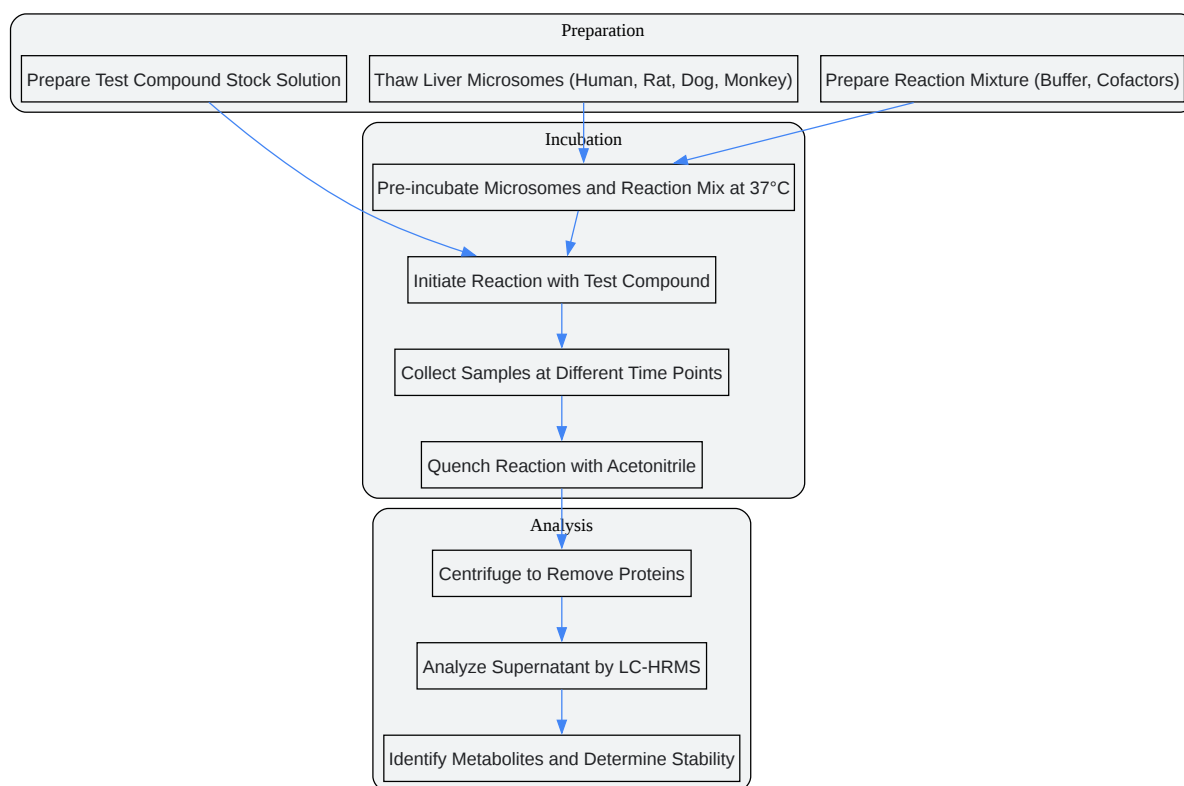 Preparation
Prepare Test Compound Stock Solution
Thaw Liver Microsomes (Human, Rat, Dog, Monkey)
Prepare Reaction Mixture (Buffer, Cofactors)
Incubation
Pre-incubate Microsomes and Reaction Mix at 37°C
Initiate Reaction with Test Compound
Collect Samples at Different Time Points
Quench Reaction with Acetonitrile
Analysis
Centrifuge to Remove Proteins
Analyze Supernatant by LC-HRMS
Identify Metabolites and Determine Stability